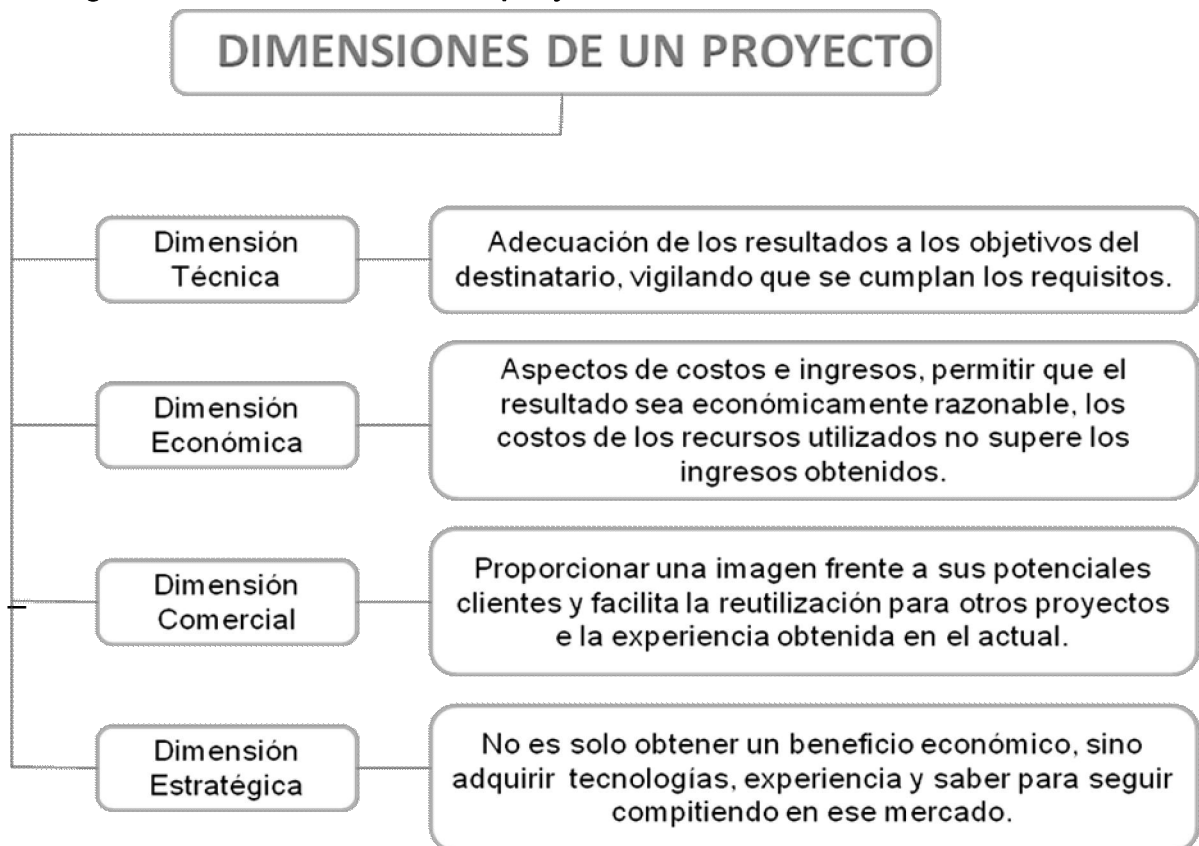 DIMENSIONES DE UN PROYECTO
Dimensión
Técnica
Adecuación de los resultados a los objetivos del
destinatario, vigilando que se cumplan los requisitos.
Dimensión
Económica
Aspectos de costos e ingresos, permitir que el
resultado sea económicamente razonable, los
costos de los recursos utilizados no supere los
ingresos obtenidos.
Dimensión
Comercial
Proporcionar una imagen frente a sus potenciales
clientes y facilita la reutilización para otros proyectos
e la experiencia obtenida en el actual.
Dimensión
Estratégica
No es solo obtener un beneficio económico, sino
adquirir tecnologías, experiencia y saber para seguir
compitiendo en ese mercado.